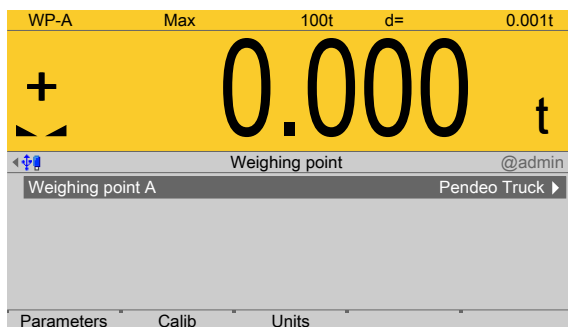 WP-A Max 100t d= 0.001t
+ 0.000 t
Weighing point @admin
Weighing point A Pendeo Truck
Parameters Calib Units